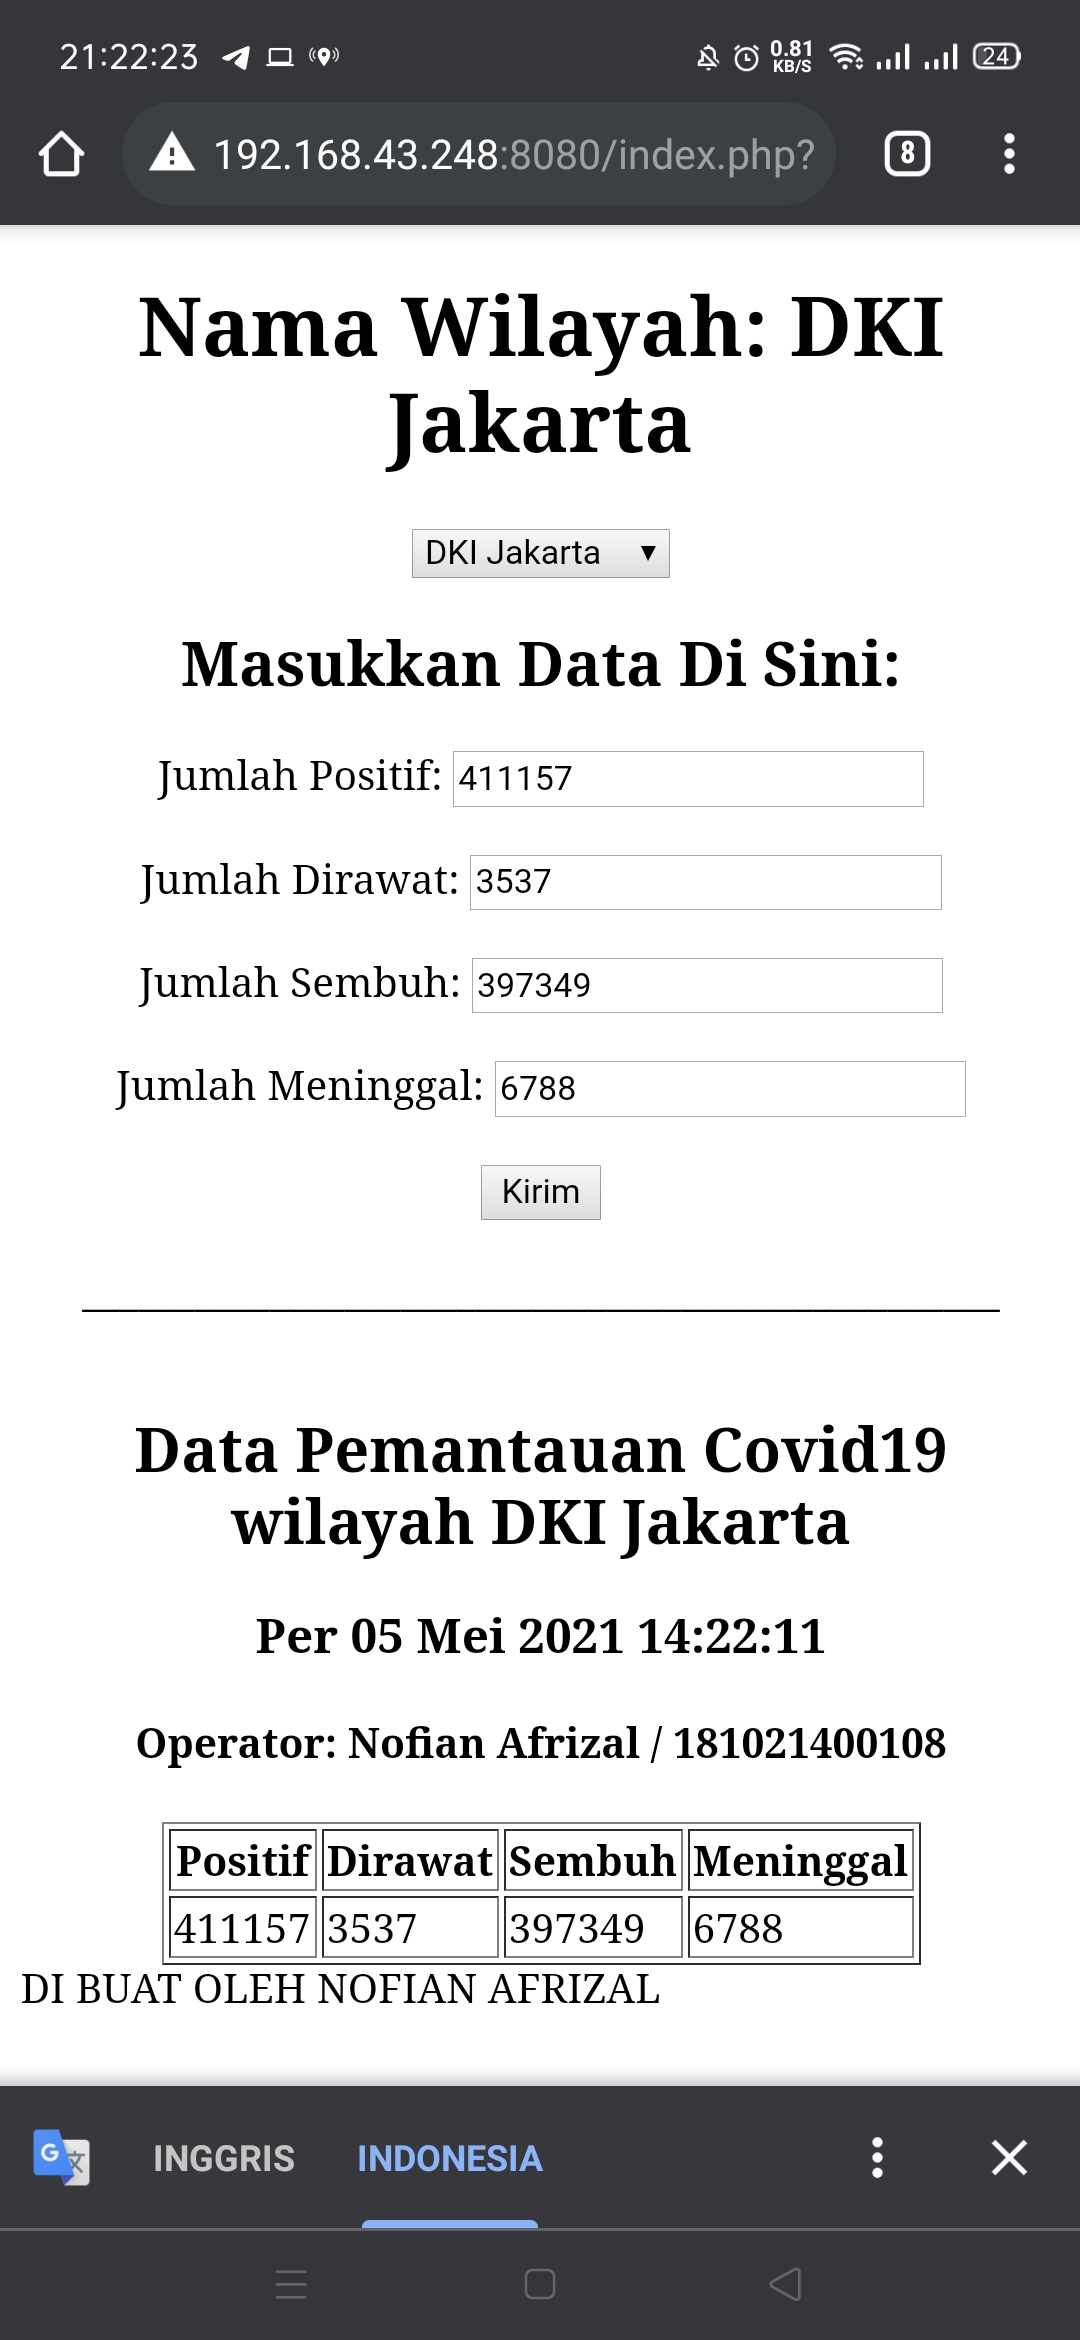 21:22:23 0.81 KB/S 24
192.168.43.248:8080/index.php? 8
Nama Wilayah: DKI
Jakarta
DKI Jakarta ▼
Masukkan Data Di Sini:
Jumlah Positif: 411157
Jumlah Dirawat: 3537
Jumlah Sembuh: 397349
Jumlah Meninggal: 6788
Kirim
Data Pemantauan Covid19
wilayah DKI Jakarta
Per 05 Mei 2021 14:22:11
Operator: Nofian Afrizal / 181021400108
Positif Dirawat Sembuh Meninggal
411157 3537 397349 6788
DI BUAT OLEH NOFIAN AFRIZAL
G 文 INGGRIS INDONESIA